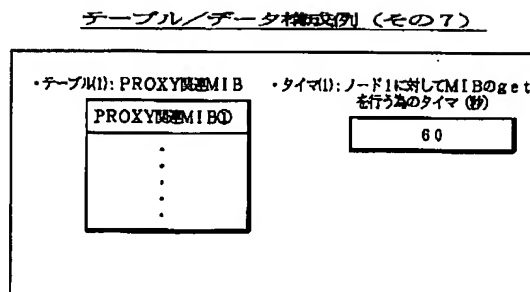 テーブル／データ構成例（その７）
・テーブル(1): PROXY関連MIB
PROXY関連MIB①
・タイマ(1): ノード1に対してMIBのget
を行う為のタイマ（秒）
60